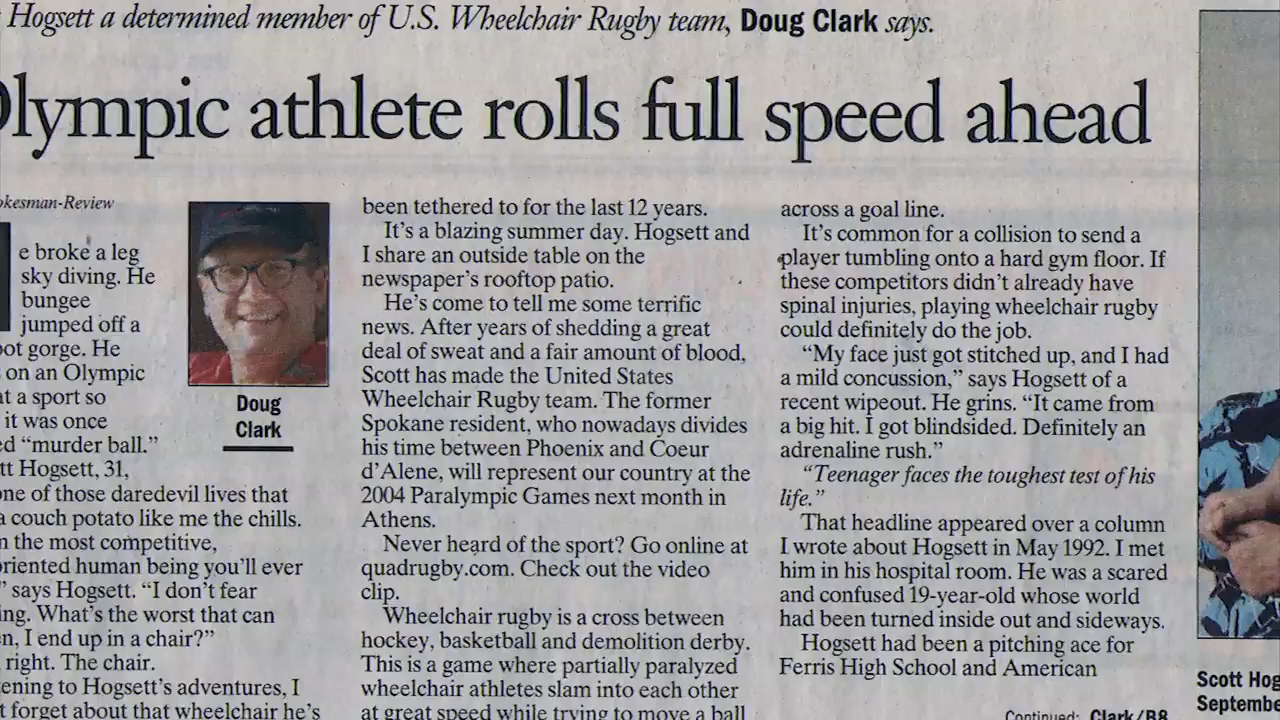 Hogsett a determined member of U.S. Wheelchair Rugby team, Doug Clark says.
Olympic athlete rolls full speed ahead
okesman-Review
e broke a leg
sky diving. He
bungee
jumped off a
oot gorge. He
on an Olympic
at a sport so
it was once
ed “murder ball.”
tt Hogsett, 31,
one of those daredevil lives that
a couch potato like me the chills.
m the most competitive,
oriented human being you’ll ever
” says Hogsett. “I don’t fear
ing. What’s the worst that can
en, I end up in a chair?”
right. The chair.
tening to Hogsett’s adventures, I
t forget about that wheelchair he’s
Doug
Clark
been tethered to for the last 12 years.
It’s a blazing summer day. Hogsett and
I share an outside table on the
newspaper’s rooftop patio.
He’s come to tell me some terrific
news. After years of shedding a great
deal of sweat and a fair amount of blood,
Scott has made the United States
Wheelchair Rugby team. The former
Spokane resident, who nowadays divides
his time between Phoenix and Coeur
d’Alene, will represent our country at the
2004 Paralympic Games next month in
Athens.
Never heard of the sport? Go online at
quadrugby.com. Check out the video
clip.
Wheelchair rugby is a cross between
hockey, basketball and demolition derby.
This is a game where partially paralyzed
wheelchair athletes slam into each other
at great speed while trying to move a ball
across a goal line.
It’s common for a collision to send a
player tumbling onto a hard gym floor. If
these competitors didn’t already have
spinal injuries, playing wheelchair rugby
could definitely do the job.
“My face just got stitched up, and I had
a mild concussion,” says Hogsett of a
recent wipeout. He grins. “It came from
a big hit. I got blindsided. Definitely an
adrenaline rush.”
“Teenager faces the toughest test of his
life.”
That headline appeared over a column
I wrote about Hogsett in May 1992. I met
him in his hospital room. He was a scared
and confused 19-year-old whose world
had been turned inside out and sideways.
Hogsett had been a pitching ace for
Ferris High School and American
Continued: Clark/B8
Scott Hog
Septembe